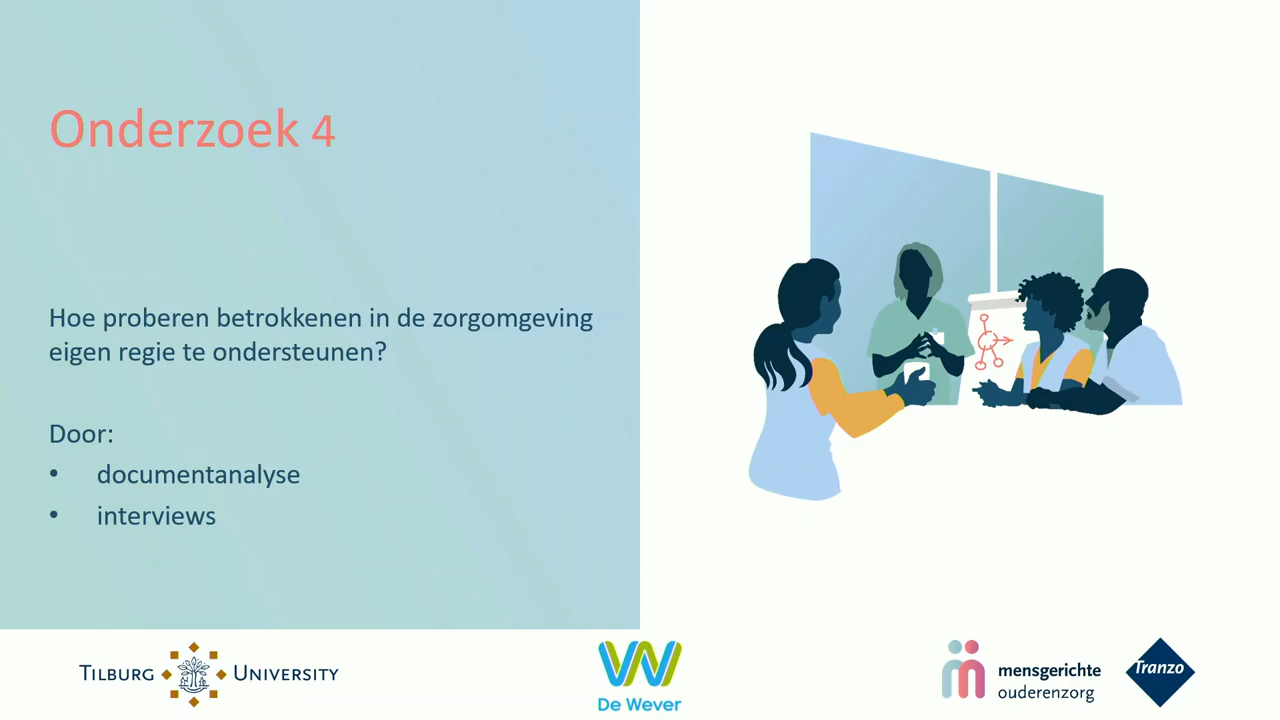 Onderzoek 4
Hoe proberen betrokkenen in de zorgomgeving
eigen regie te ondersteunen?
Door:
• documentanalyse
• interviews
TILBURG UNIVERSITY
De Wever
mensgerichte
ouderenzorg
Tranzo